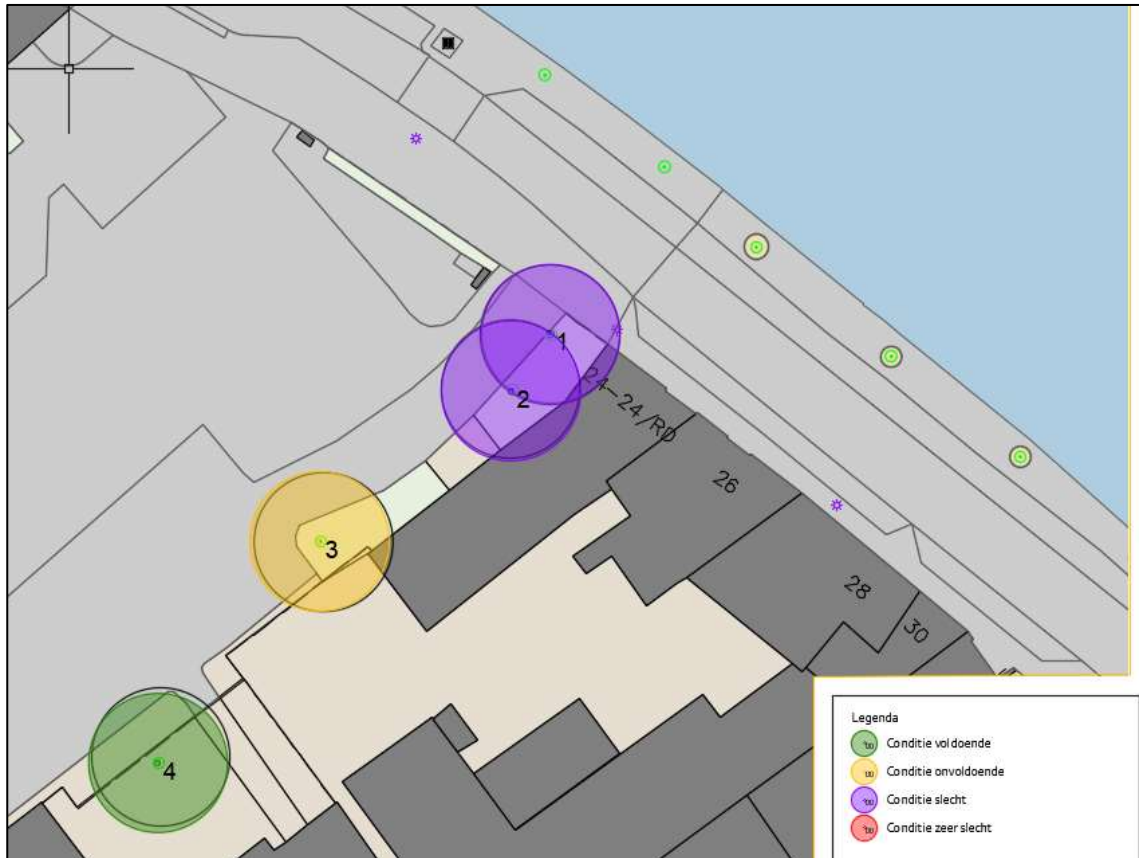 1
2
24-24/RD
26
3
28
30
4
Legenda
Conditie voldoende
Conditie onvoldoende
Conditie slecht
Conditie zeer slecht